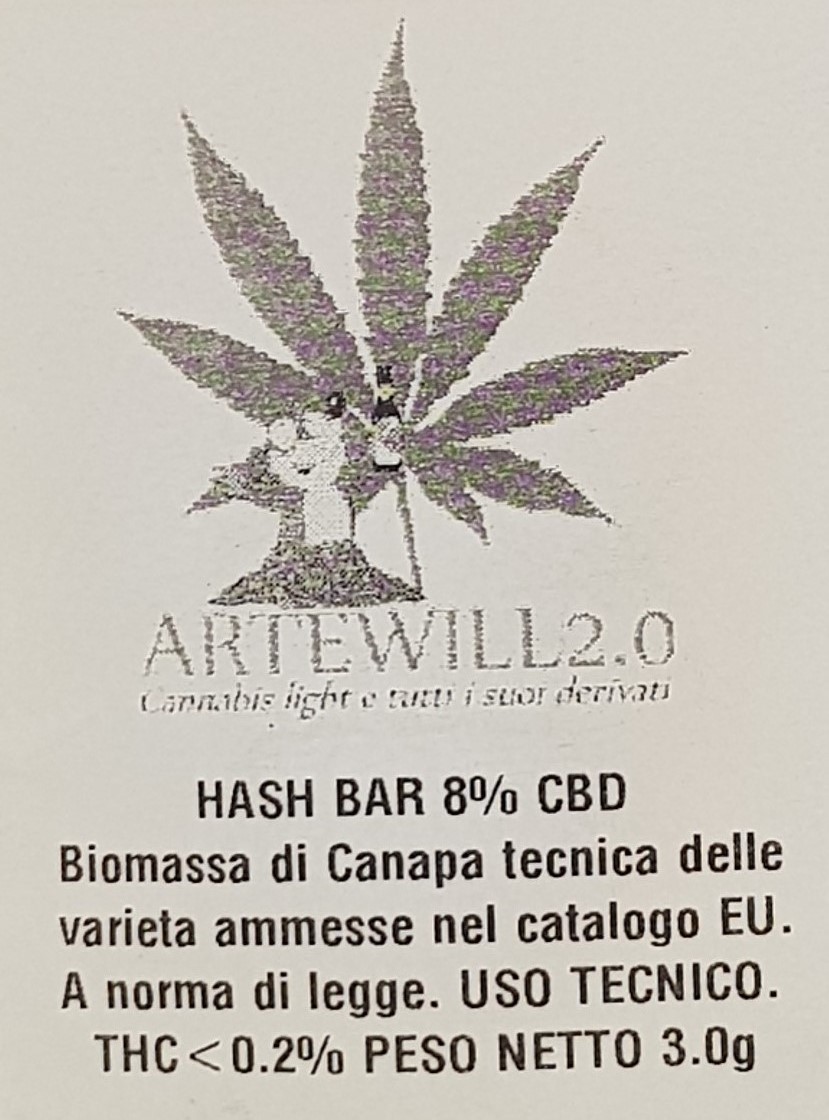 ARTEWILL2.0
Cannabis light e tutti i suoi derivati
HASH BAR 8% CBD
Biomassa di Canapa tecnica delle
varieta ammesse nel catalogo EU.
A norma di legge. USO TECNICO.
THC<0.2% PESO NETTO 3.0g